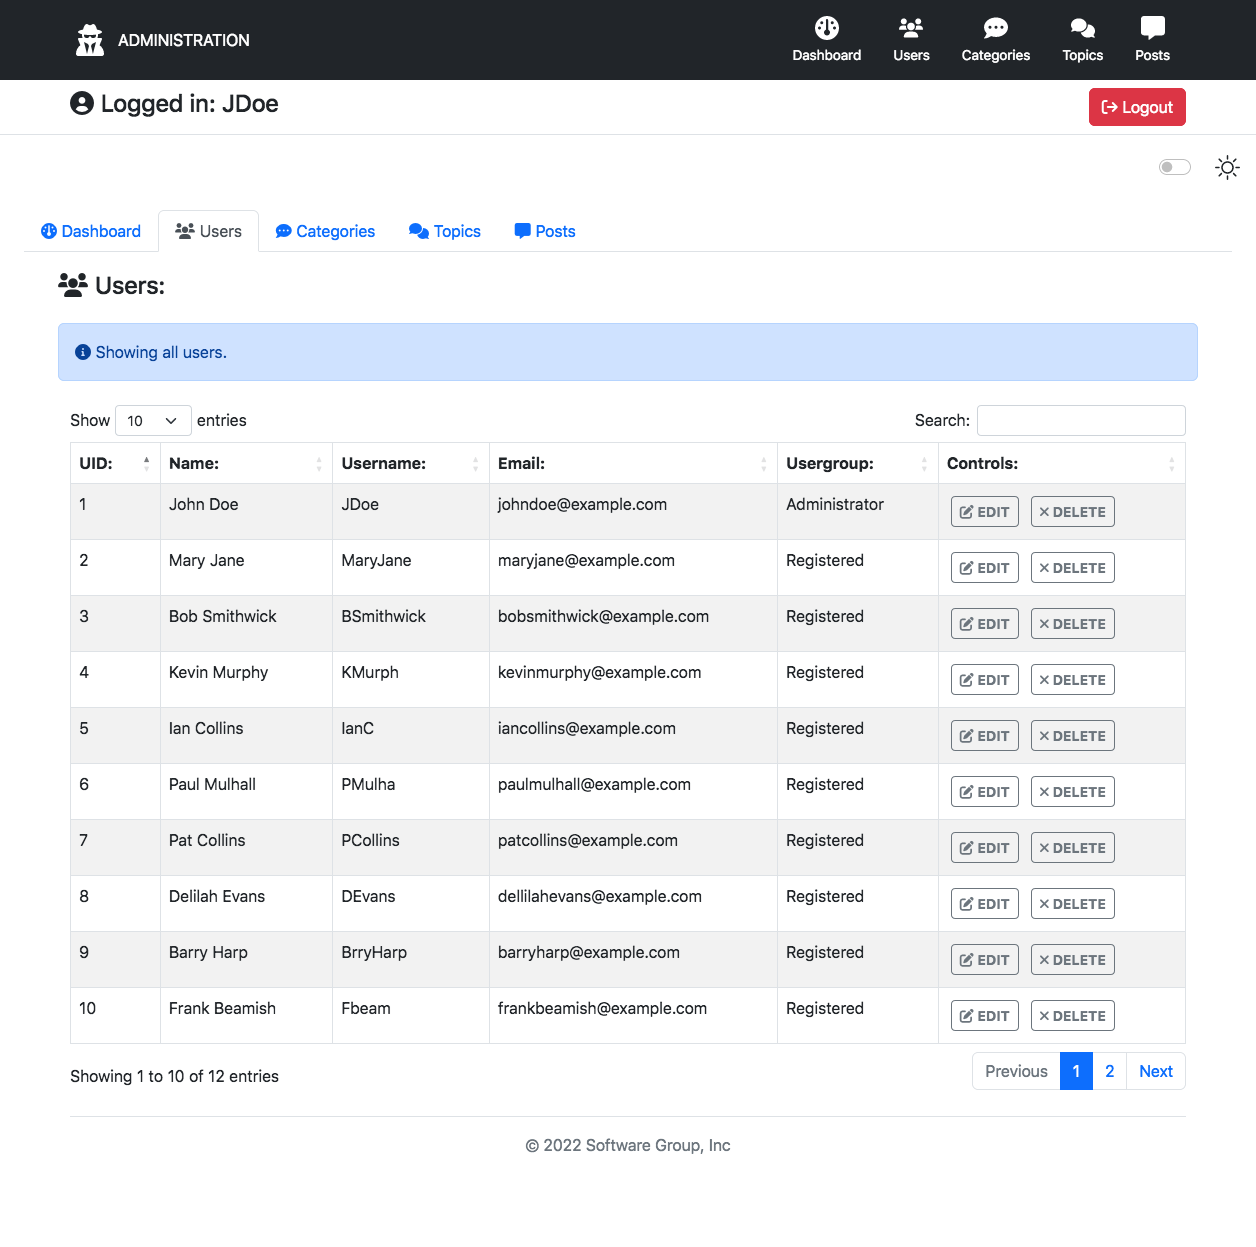 ADMINISTRATION
Dashboard Users Categories Topics Posts
Logged in: JDoe Logout
Dashboard Users Categories Topics Posts
Users:
Showing all users.
Show 10 entries Search:
UID: Name: Username: Email: Usergroup: Controls:
1 John Doe JDoe johndoe@example.com Administrator EDIT DELETE
2 Mary Jane MaryJane maryjane@example.com Registered EDIT DELETE
3 Bob Smithwick BSmithwick bobsmithwick@example.com Registered EDIT DELETE
4 Kevin Murphy KMurph kevinmurphy@example.com Registered EDIT DELETE
5 Ian Collins IanC iancollins@example.com Registered EDIT DELETE
6 Paul Mulhall PMulha paulmulhall@example.com Registered EDIT DELETE
7 Pat Collins PCollins patcollins@example.com Registered EDIT DELETE
8 Delilah Evans DEvans dellilahevans@example.com Registered EDIT DELETE
9 Barry Harp BrryHarp barryharp@example.com Registered EDIT DELETE
10 Frank Beamish Fbeam frankbeamish@example.com Registered EDIT DELETE
Showing 1 to 10 of 12 entries Previous 1 2 Next
© 2022 Software Group, Inc